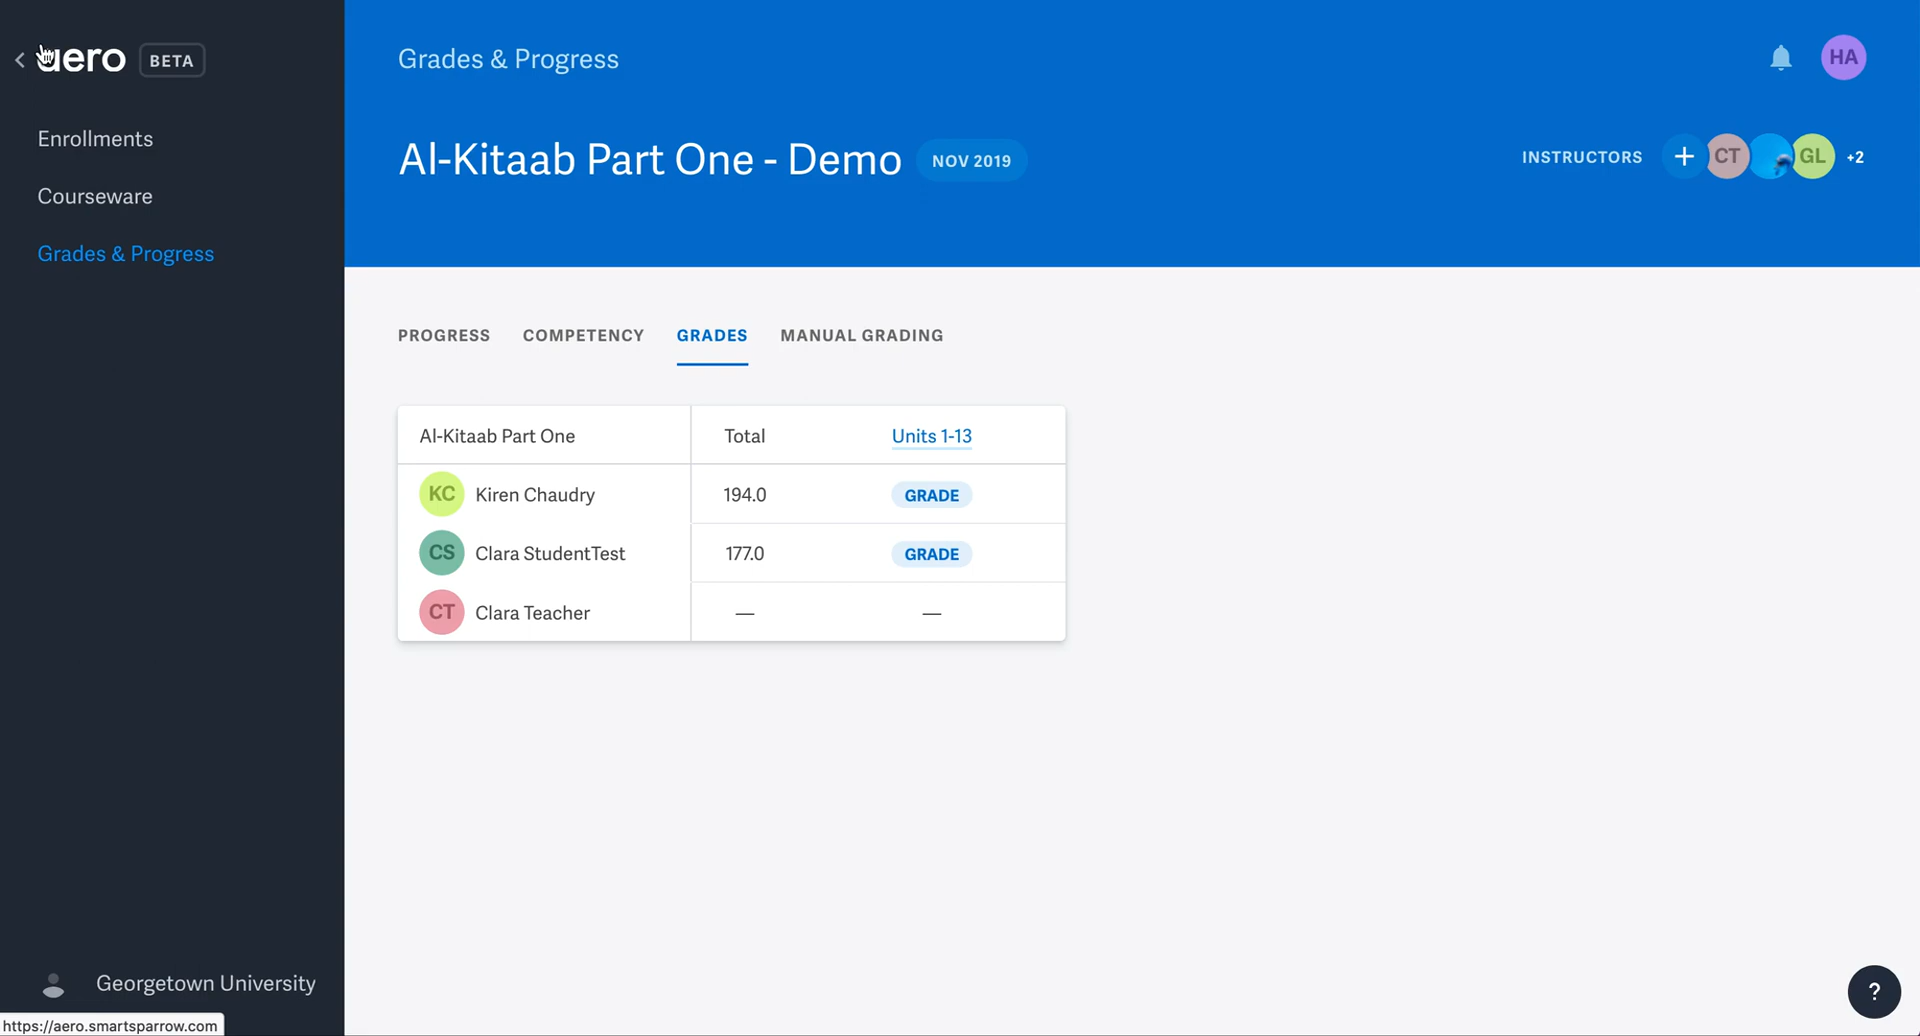 aero BETA
Enrollments
Courseware
Grades & Progress
Georgetown University
https://aero.smartsparrow.com
Grades & Progress
HA
Al-Kitaab Part One - Demo NOV 2019
INSTRUCTORS + CT GL +2
PROGRESS COMPETENCY GRADES MANUAL GRADING
Al-Kitaab Part One Total Units 1-13
KC Kiren Chaudry 194.0 GRADE
CS Clara StudentTest 177.0 GRADE
CT Clara Teacher — —
?